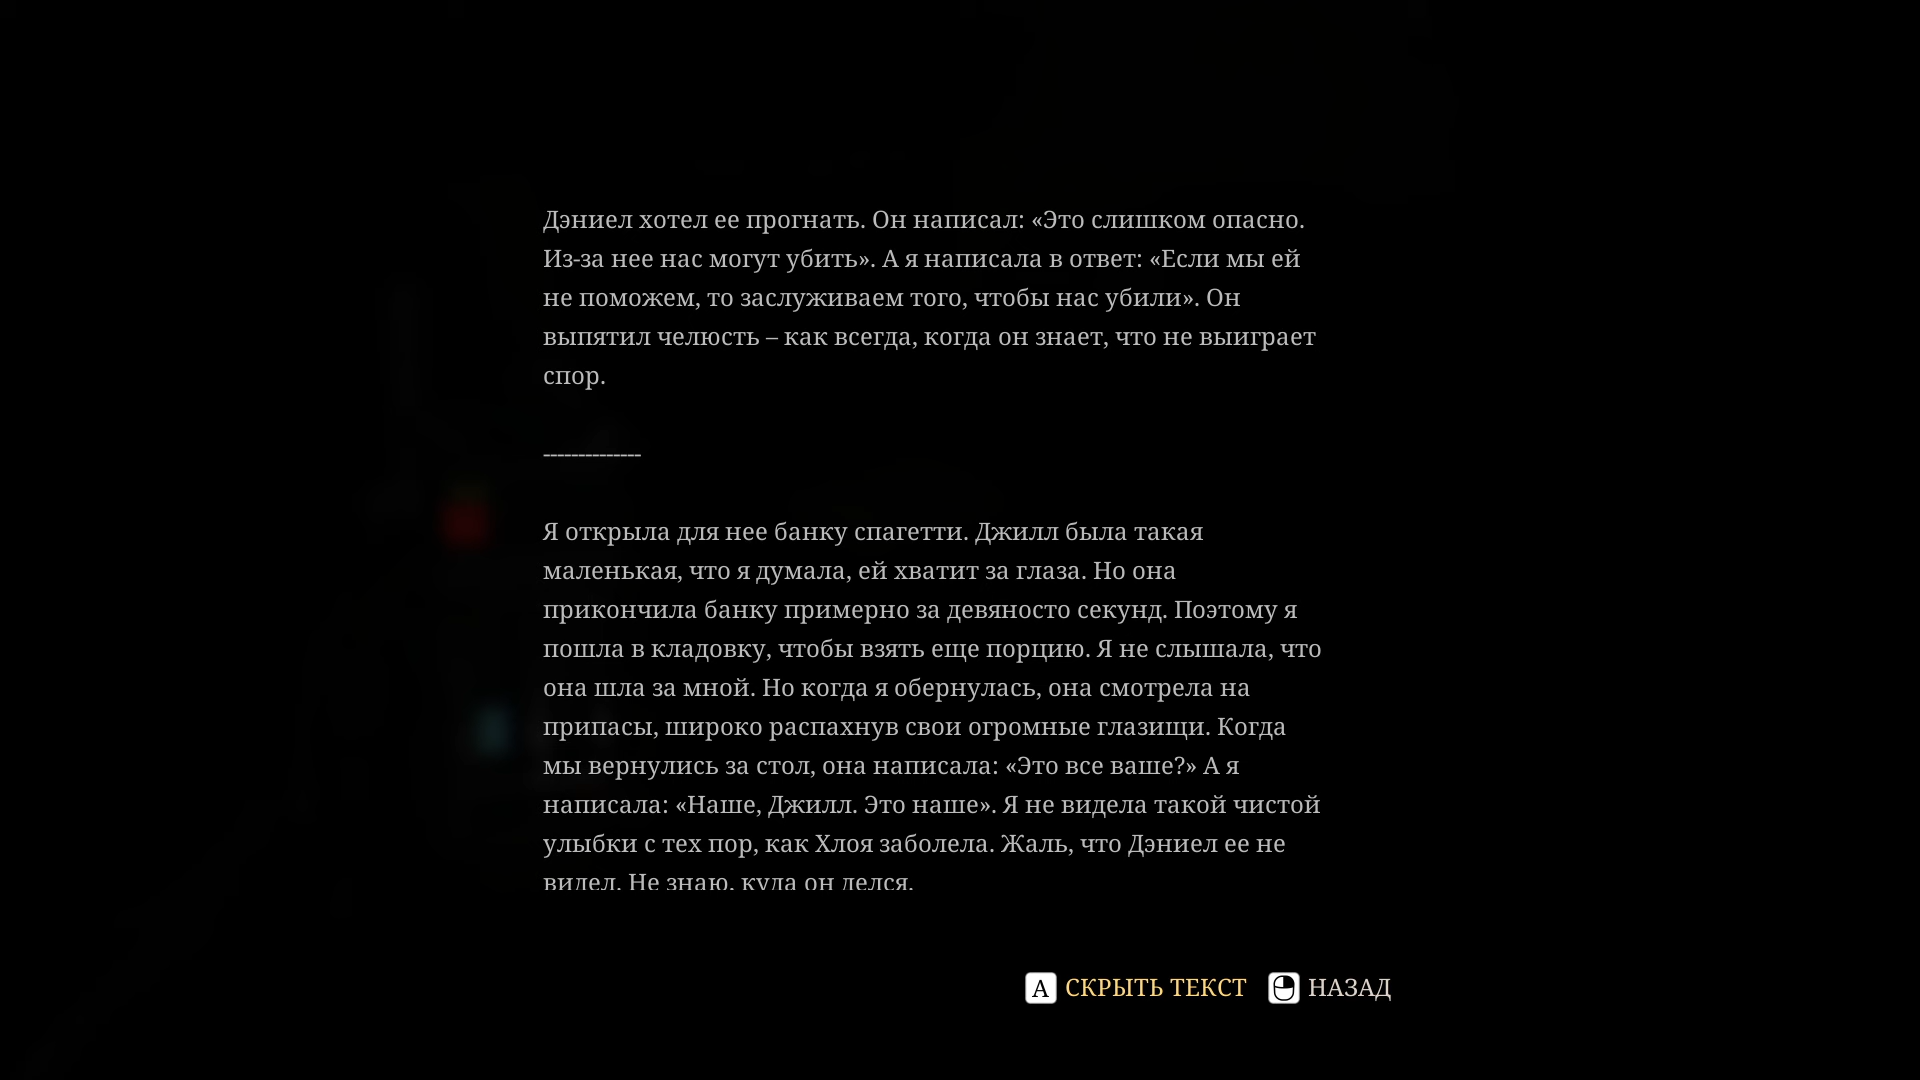 Дэниел хотел ее прогнать. Он написал: «Это слишком опасно.
Из-за нее нас могут убить». А я написала в ответ: «Если мы ей
не поможем, то заслуживаем того, чтобы нас убили». Он
выпятил челюсть – как всегда, когда он знает, что не выиграет
спор.
--------------
Я открыла для нее банку спагетти. Джилл была такая
маленькая, что я думала, ей хватит за глаза. Но она
прикончила банку примерно за девяносто секунд. Поэтому я
пошла в кладовку, чтобы взять еще порцию. Я не слышала, что
она шла за мной. Но когда я обернулась, она смотрела на
припасы, широко распахнув свои огромные глазищи. Когда
мы вернулись за стол, она написала: «Это все ваше?» А я
написала: «Наше, Джилл. Это наше». Я не видела такой чистой
улыбки с тех пор, как Хлоя заболела. Жаль, что Дэниел ее не
видел. Не знаю, куда он делся.
A СКРЫТЬ ТЕКСТ НАЗАД